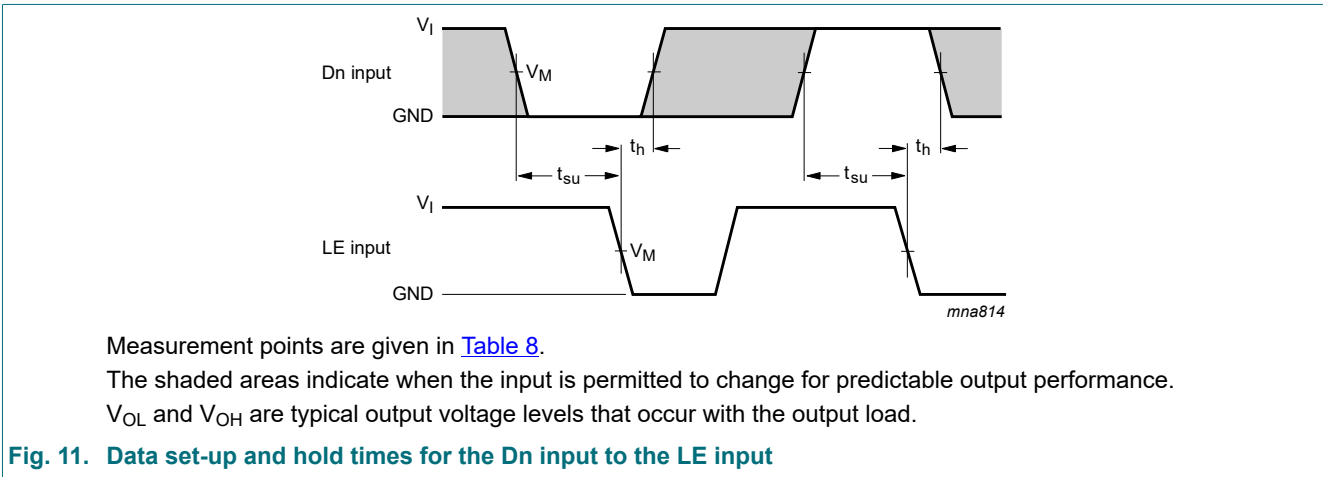 VI
Dn input
VM
GND
th
th
tsu
tsu
VI
LE input
VM
GND
mna814
Measurement points are given in Table 8.
The shaded areas indicate when the input is permitted to change for predictable output performance.
VOL and VOH are typical output voltage levels that occur with the output load.
Fig. 11. Data set-up and hold times for the Dn input to the LE input